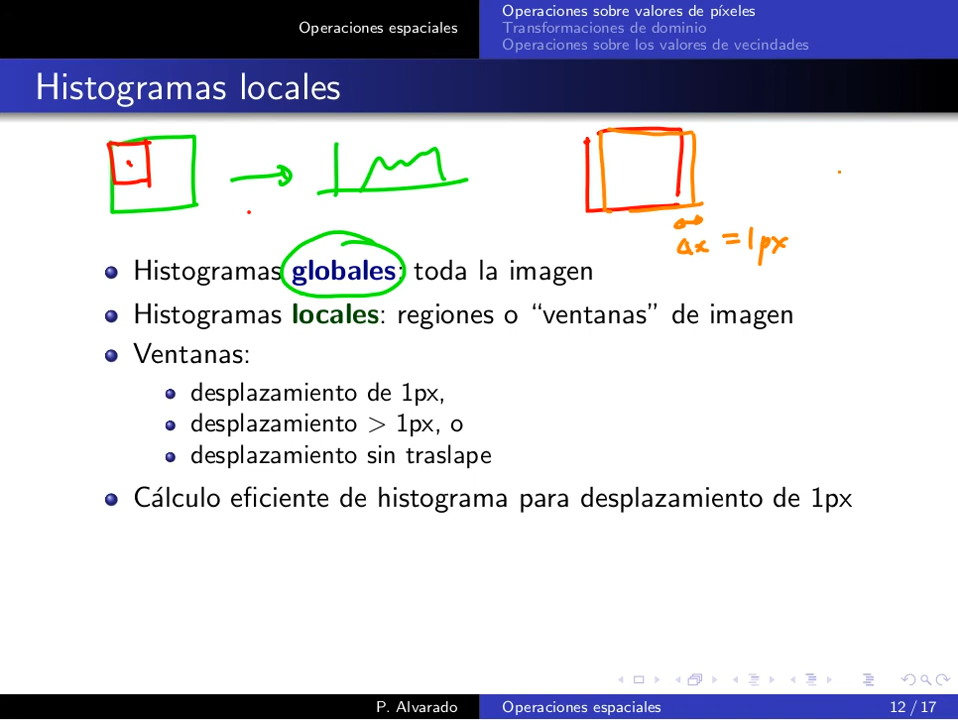 Operaciones espaciales
Operaciones sobre valores de píxeles
Transformaciones de dominio
Operaciones sobre los valores de vecindades
Histogramas locales
Δx = 1px
Histogramas globales: toda la imagen
Histogramas locales: regiones o “ventanas” de imagen
Ventanas:
desplazamiento de 1px,
desplazamiento > 1px, o
desplazamiento sin traslape
Cálculo eficiente de histograma para desplazamiento de 1px
P. Alvarado
Operaciones espaciales
12 / 17